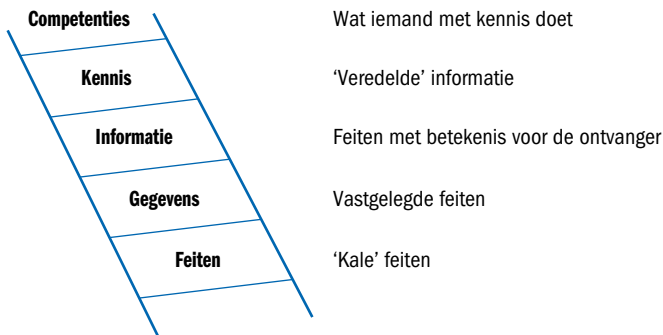 Competenties Wat iemand met kennis doet
Kennis ‘Veredelde’ informatie
Informatie Feiten met betekenis voor de ontvanger
Gegevens Vastgelegde feiten
Feiten ‘Kale’ feiten